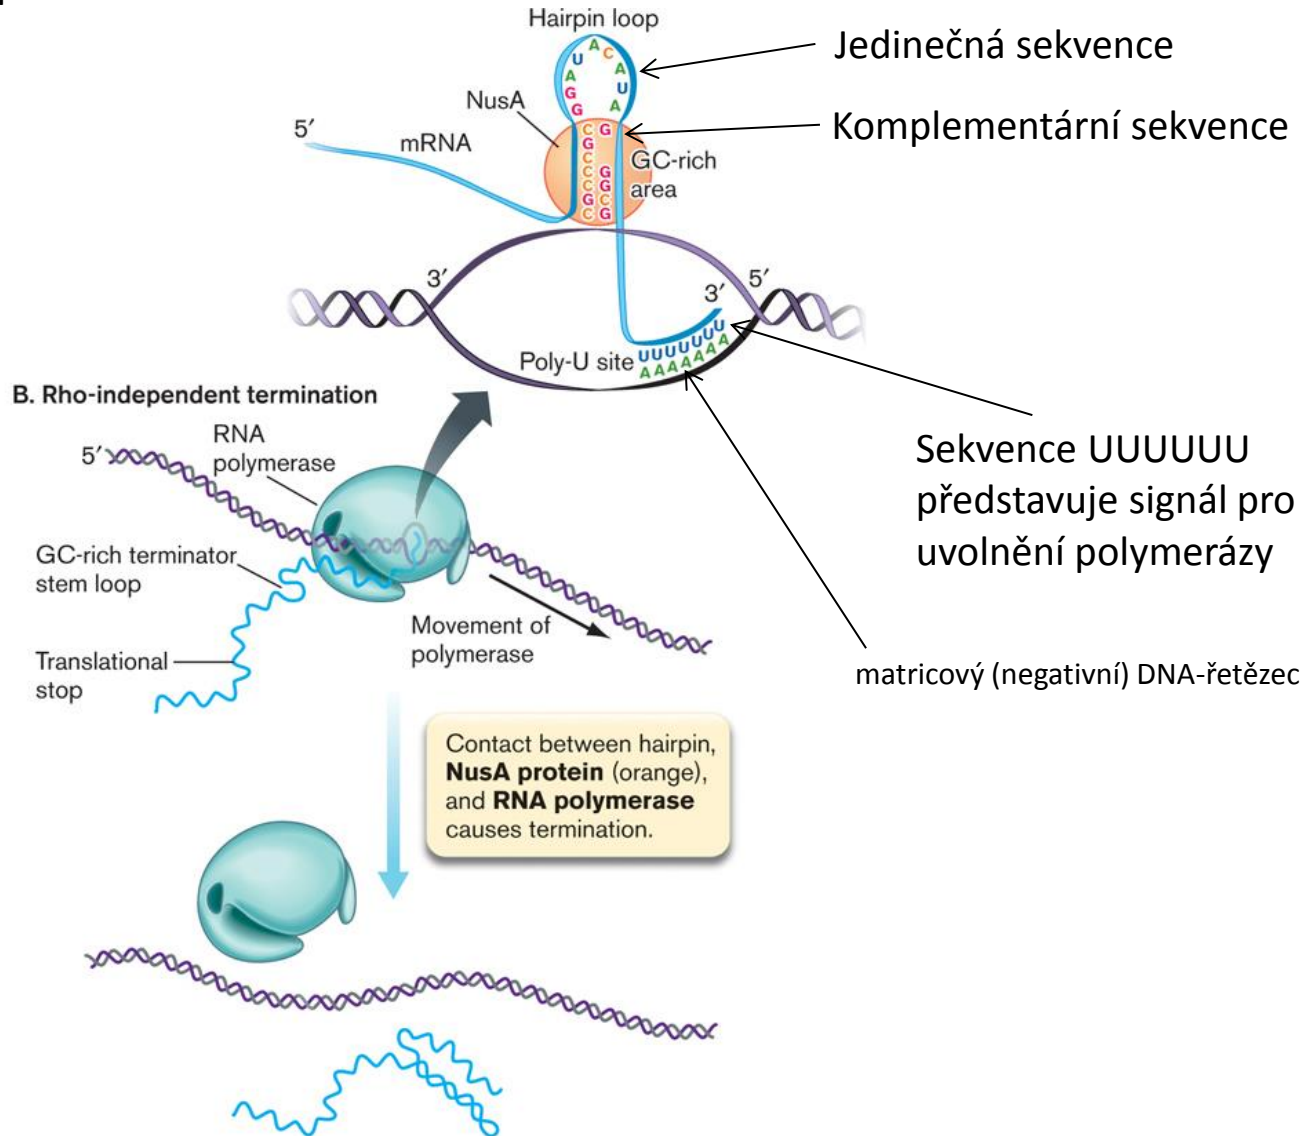 Hairpin loop
A
U C
A A
G U
G A
Jedinečná sekvence
NusA
Komplementární sekvence
5′
mRNA
C G
G
C G
C G
C G
G C
C G
GC-rich
area
3′
5′
3′
Poly-U site
UUUUUUU
AAAAAAA
B. Rho-independent termination
RNA
polymerase
5′
GC-rich terminator
stem loop
Translational
stop
Movement of
polymerase
Sekvence UUUUUU
představuje signál pro
uvolnění polymerázy
matricový (negativní) DNA-řetězec
Contact between hairpin,
NusA protein (orange),
and RNA polymerase
causes termination.